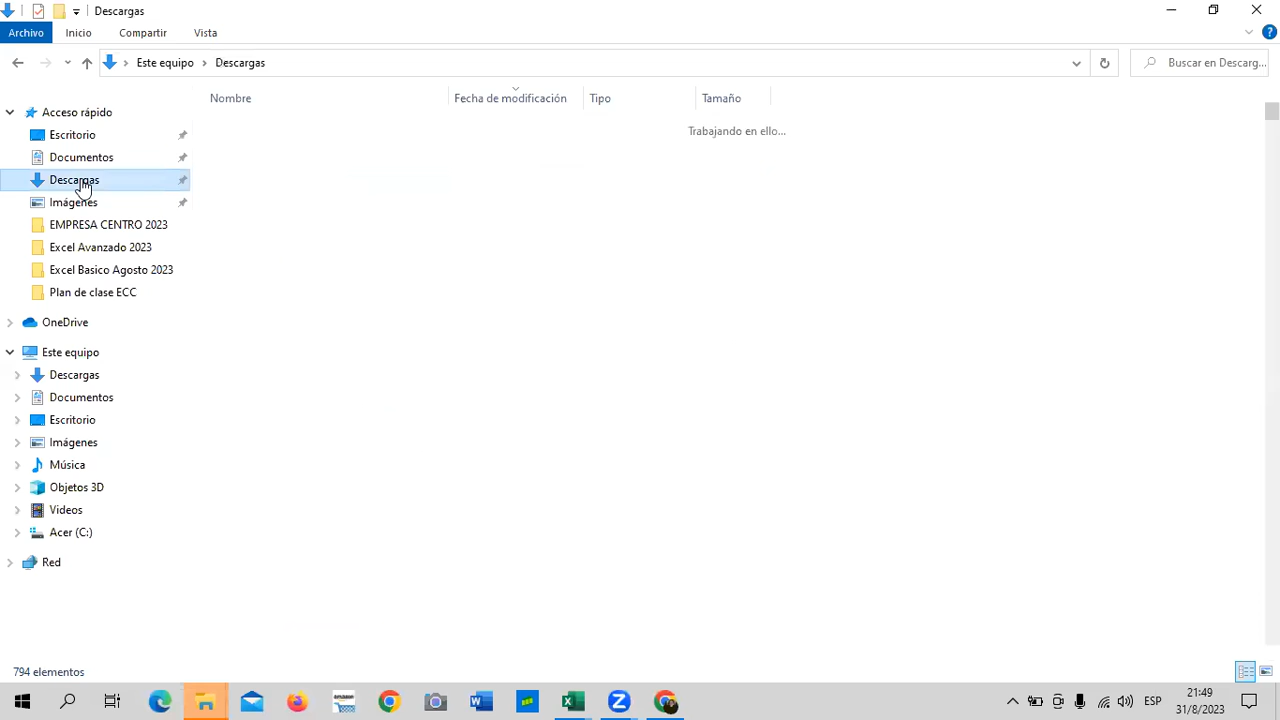 Descargas
Archivo Inicio Compartir Vista
Este equipo Descargas
Buscar en Descarg...
Nombre Fecha de modificación Tipo Tamaño
Trabajando en ello...
Acceso rápido
Escritorio
Documentos
Descargas
Imágenes
EMPRESA CENTRO 2023
Excel Avanzado 2023
Excel Basico Agosto 2023
Plan de clase ECC
OneDrive
Este equipo
Descargas
Documentos
Escritorio
Imágenes
Música
Objetos 3D
Videos
Acer (C:)
Red
794 elementos
ESP
21:49
31/8/2023